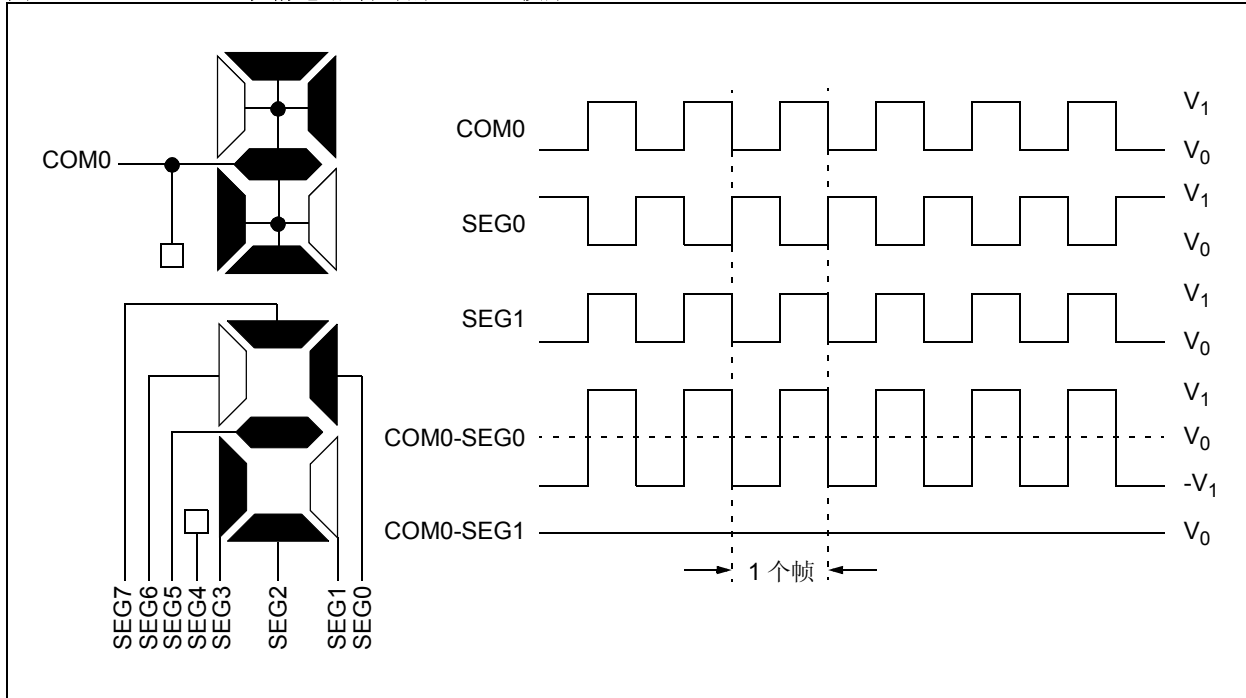 COM0
COM0
V1
V0
SEG0
V1
V0
SEG1
V1
V0
COM0-SEG0
V1
V0
-V1
COM0-SEG1
V0
1 个帧
SEG7
SEG6
SEG5
SEG4
SEG3
SEG2
SEG1
SEG0